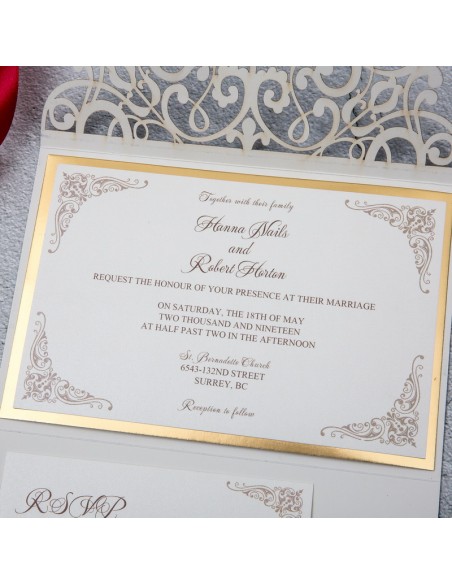 Together with their family
Hanna Nails
and
Robert Horton
REQUEST THE HONOUR OF YOUR PRESENCE AT THEIR MARRIAGE
ON SATURDAY, THE 18TH OF MAY
TWO THOUSAND AND NINETEEN
AT HALF PAST TWO IN THE AFTERNOON
St. Bernadette Church
6543-132ND STREET
SURREY, BC
Reception to follow
RSVP